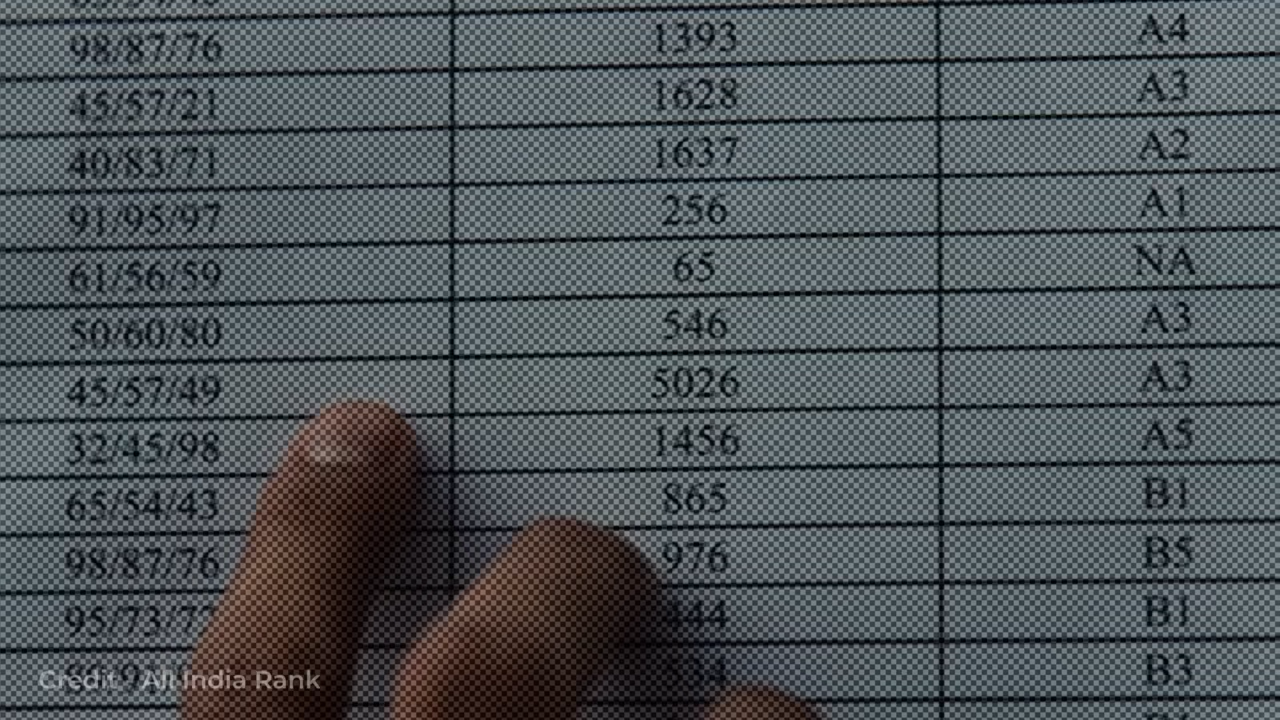 98/87/76 1393 A4
45/57/21 1628 A3
40/83/71 1637 A2
91/95/97 256 A1
61/56/59 65 NA
50/60/80 546 A3
45/57/49 5026 A3
32/45/98 1456 A5
65/54/43 865 B1
98/87/76 976 B5
B1
B3
Credit - All India Rank